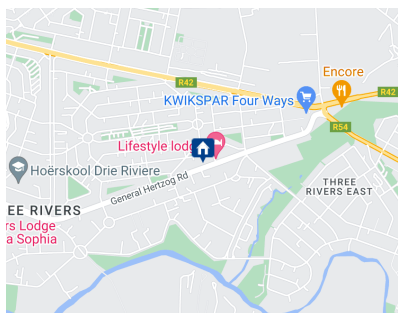 Encore
R42
R42
KWIKSPAR Four Ways
R54
Lifestyle lodg
Hoërskool Drie Riviere
General Hertzog Rd
THREE
RIVERS EAST
EE RIVERS
rs Lodge
a Sophia